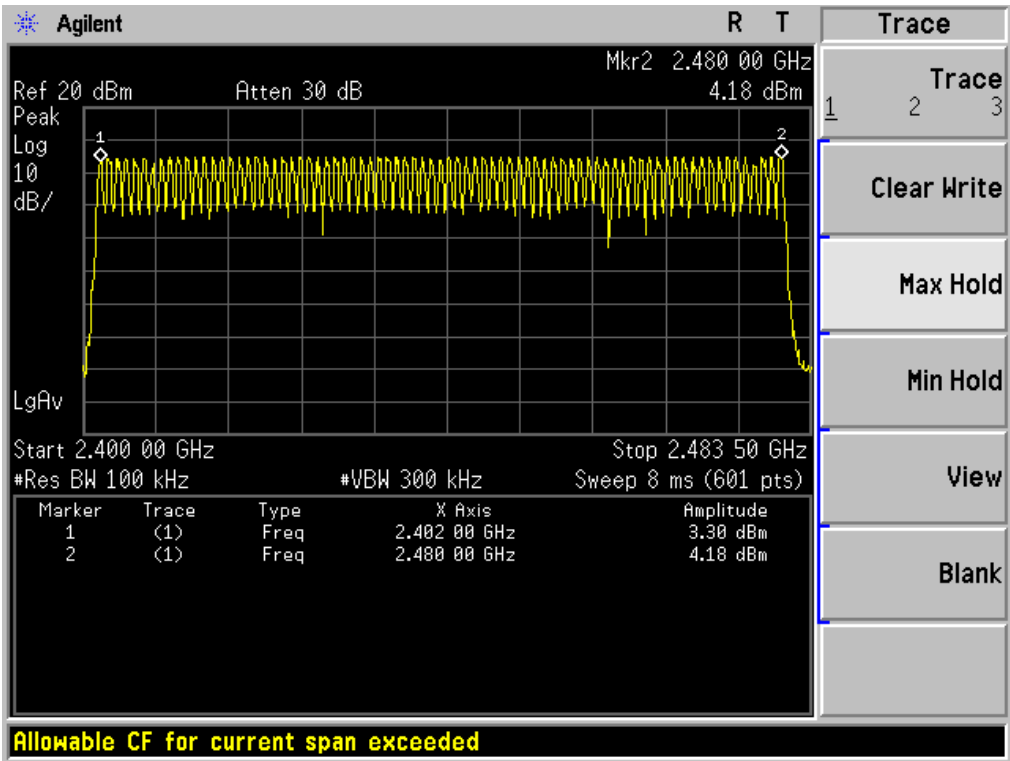 Agilent
R T
Trace
Mkr2 2.480 00 GHz
Ref 20 dBm Atten 30 dB 4.18 dBm
Peak
Log
10
dB/
1
2
LgAv
Start 2.400 00 GHz Stop 2.483 50 GHz
#Res BW 100 kHz #VBW 300 kHz Sweep 8 ms (601 pts)
Marker Trace Type X Axis Amplitude
1 (1) Freq 2.402 00 GHz 3.30 dBm
2 (1) Freq 2.480 00 GHz 4.18 dBm
Trace
1 2 3
Clear Write
Max Hold
Min Hold
View
Blank
Allowable CF for current span exceeded